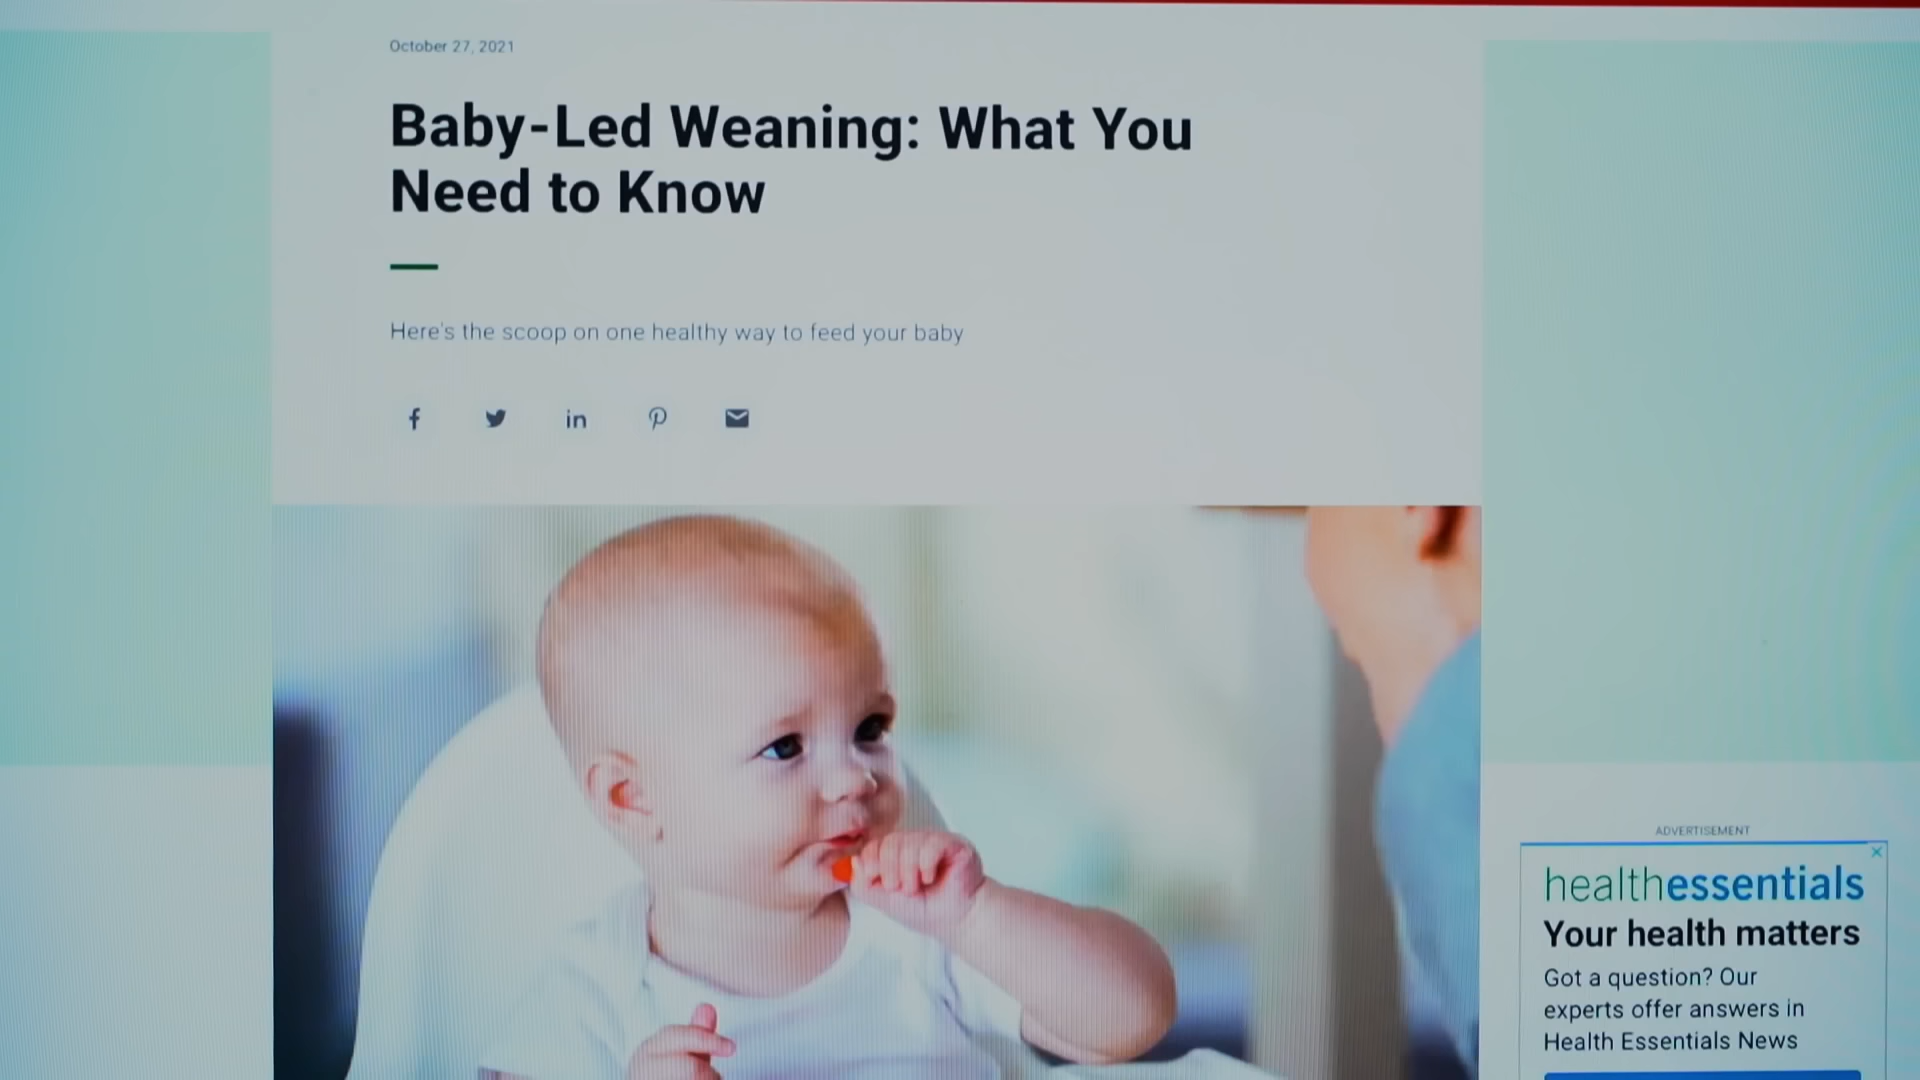 October 27, 2021
Baby-Led Weaning: What You
Need to Know
Here's the scoop on one healthy way to feed your baby
ADVERTISEMENT
healthessentials
Your health matters
Got a question? Our
experts offer answers in
Health Essentials News